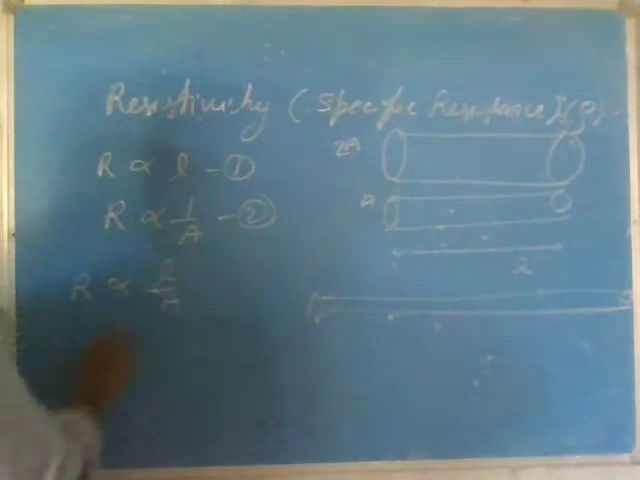 Resistivity (Specific Resistance) (ρ)
2A
R ∝ l - ①
A
R ∝ 1/A - ②
l
R ∝ l/A